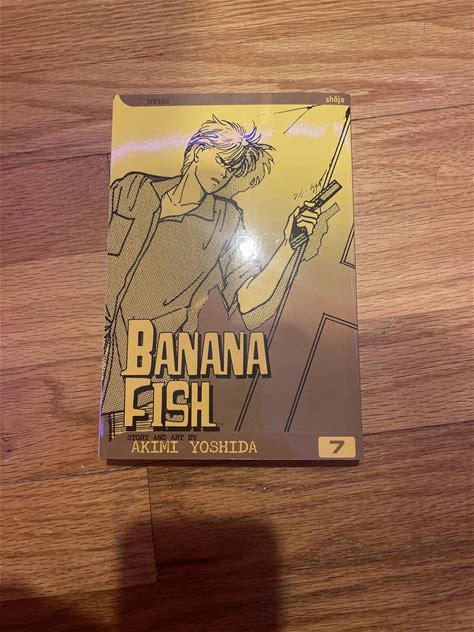 shōjo
BANANA
FISH
STORY AND ART BY
AKIMI YOSHIDA
7